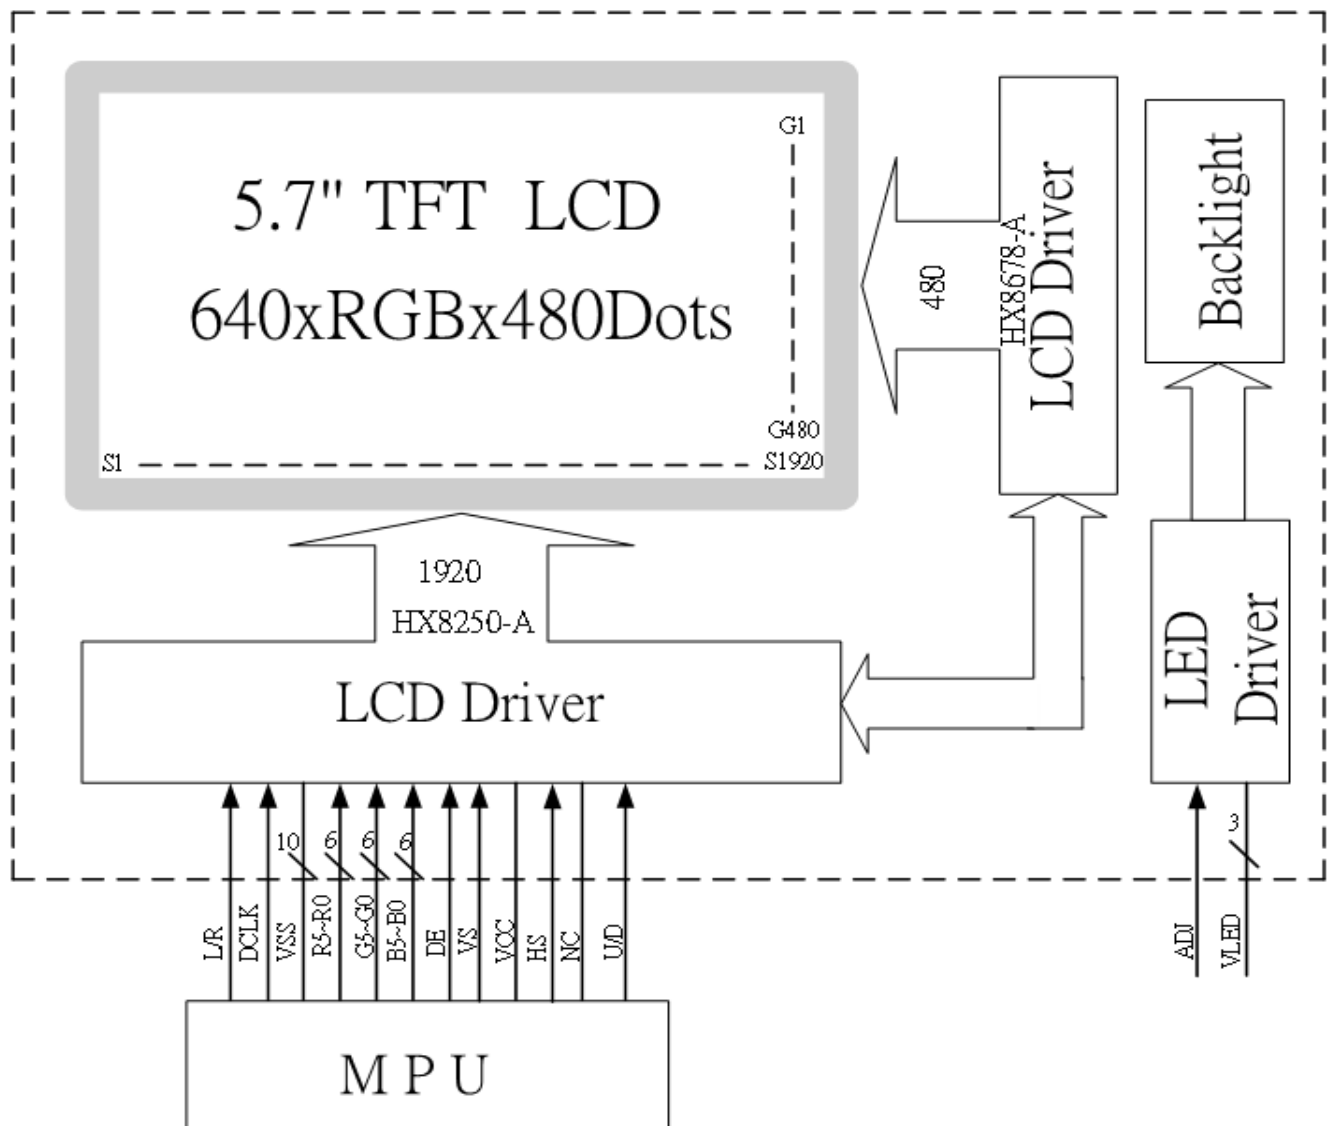 G1
5.7" TFT LCD
640xRGBx480Dots
G480
S1
S1920
480
HX8678-A
LCD Driver
Backlight
1920
HX8250-A
LCD Driver
LED
Driver
10
6
6
6
3
L/R
DCLK
VSS
R5~R0
G5~G0
B5~B0
DE
VS
VCC
HS
NC
U/D
ADJ
VLED
M P U